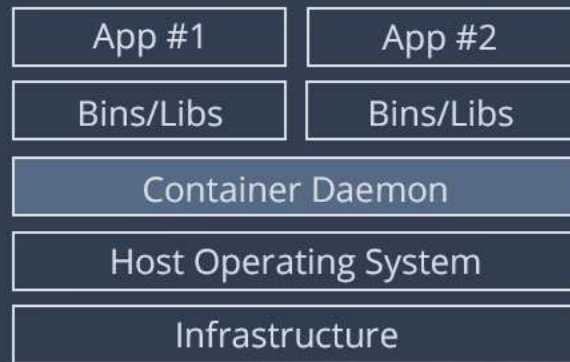 App #1 App #2
Bins/Libs Bins/Libs
Container Daemon
Host Operating System
Infrastructure